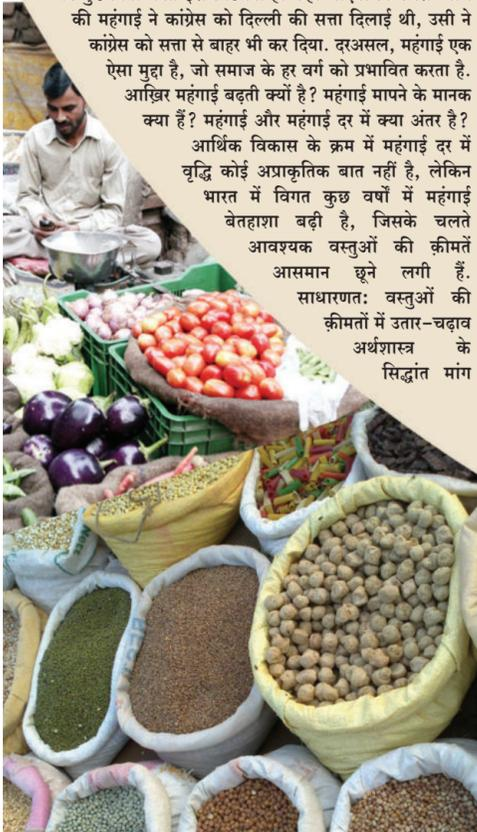 की महंगाई ने कांग्रेस को दिल्ली की सत्ता दिलाई थी, उसी ने
कांग्रेस को सत्ता से बाहर भी कर दिया. दरअसल, महंगाई एक
ऐसा मुद्दा है, जो समाज के हर वर्ग को प्रभावित करता है.
आख़िर महंगाई बढ़ती क्यों है? महंगाई मापने के मानक
क्या हैं? महंगाई और महंगाई दर में क्या अंतर है?
आर्थिक विकास के क्रम में महंगाई दर में
वृद्धि कोई अप्राकृतिक बात नहीं है, लेकिन
भारत में विगत कुछ वर्षों में महंगाई
बेतहाशा बढ़ी है, जिसके चलते
आवश्यक वस्तुओं की क़ीमतें
आसमान छूने लगी हैं.
साधारणत: वस्तुओं की
क़ीमतों में उतार-चढ़ाव
अर्थशास्त्र के
सिद्धांत मांग